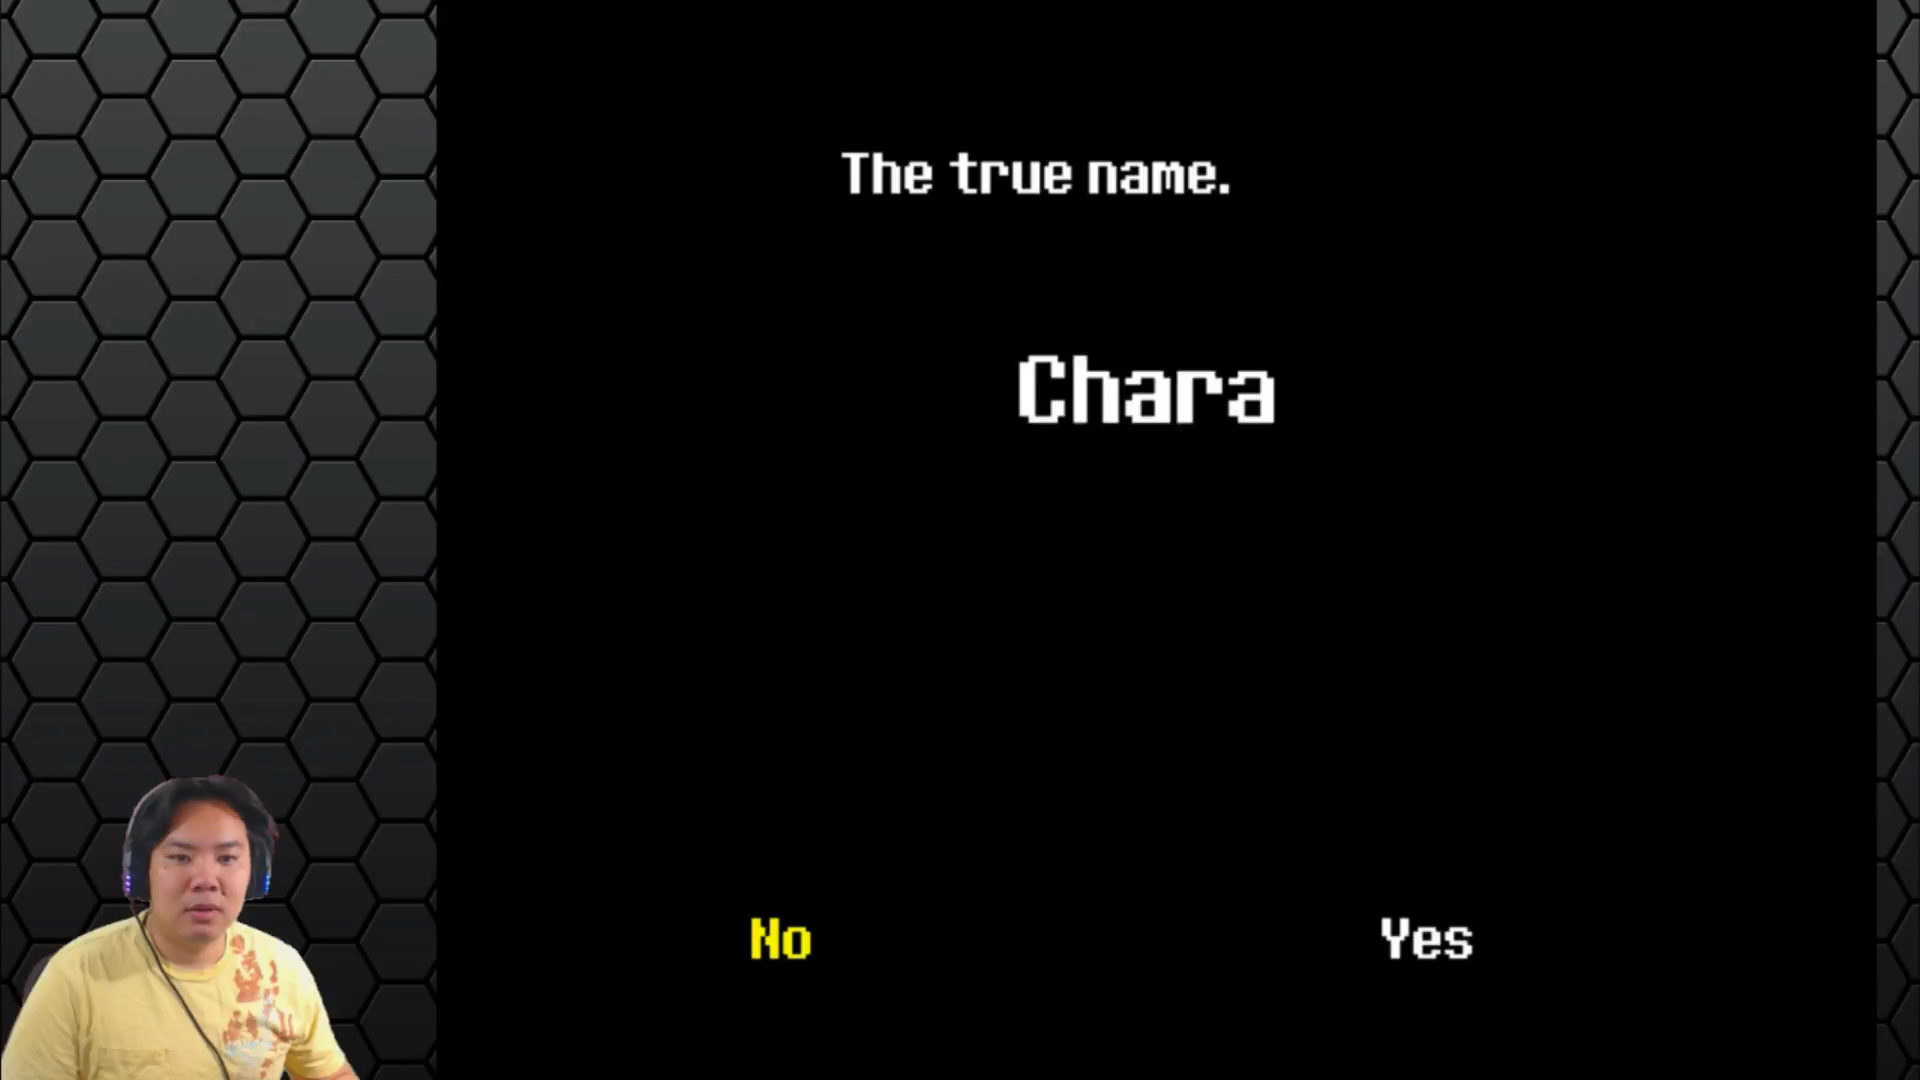 The true name.
Chara
No Yes